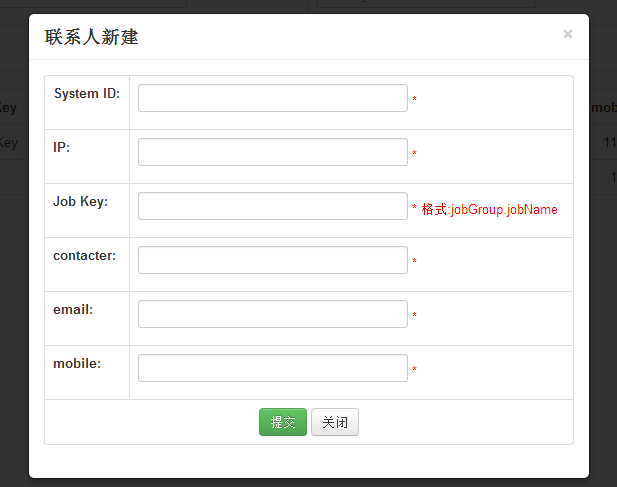 联系人新建 ×
System ID: *
IP: *
Job Key: * 格式:jobGroup.jobName
contacter: *
email: *
mobile: *
提交 关闭
Key
mob
Key
11
1